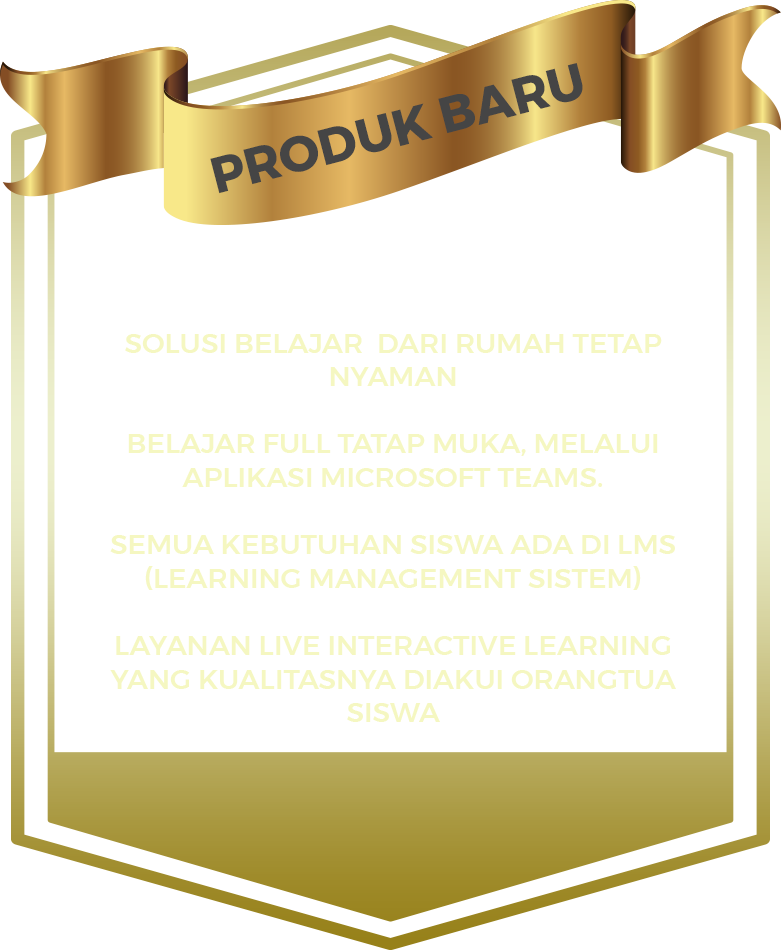 PRODUK BARU
SOLUSI BELAJAR DARI RUMAH TETAP
NYAMAN
BELAJAR FULL TATAP MUKA, MELALUI
APLIKASI MICROSOFT TEAMS.
SEMUA KEBUTUHAN SISWA ADA DI LMS
(LEARNING MANAGEMENT SISTEM)
LAYANAN LIVE INTERACTIVE LEARNING
YANG KUALITASNYA DIAKUI ORANGTUA
SISWA